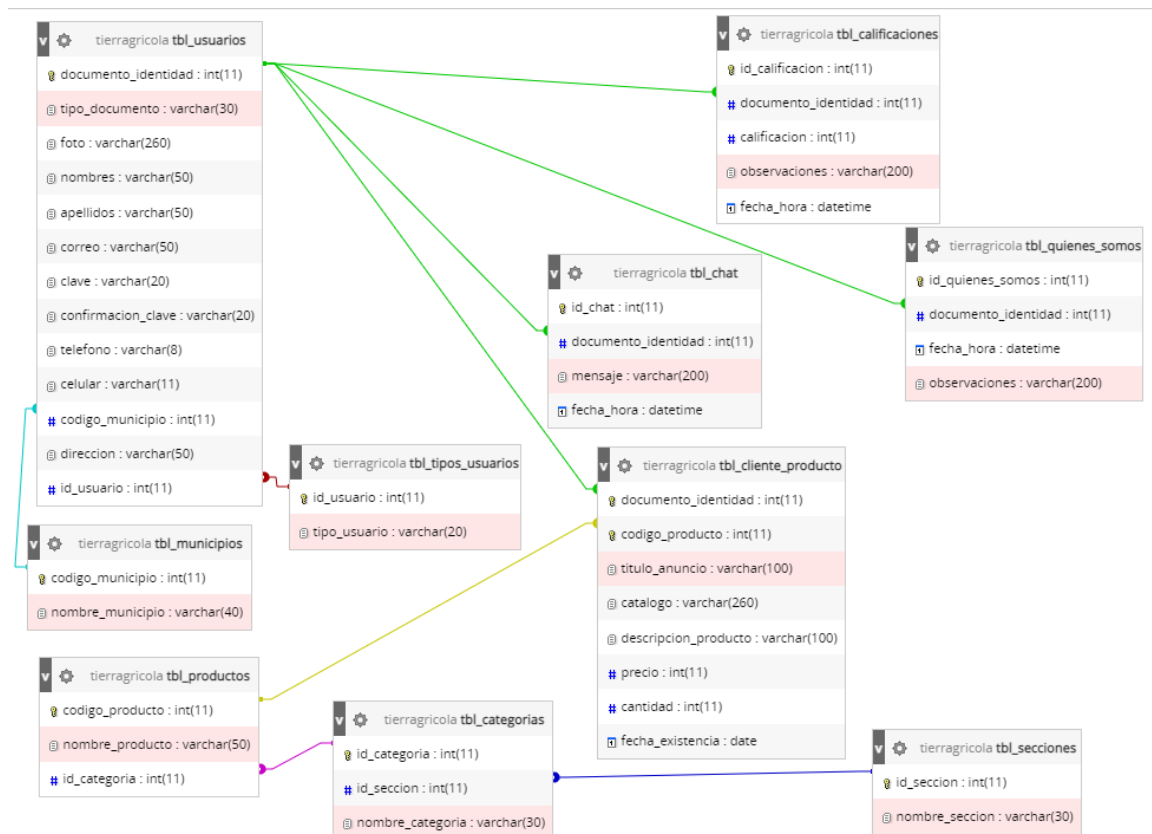 v tierragricola tbl_usuarios
documento_identidad : int(11)
tipo_documento : varchar(30)
foto : varchar(260)
nombres : varchar(50)
apellidos : varchar(50)
correo : varchar(50)
clave : varchar(20)
confirmacion_clave : varchar(20)
telefono : varchar(8)
celular : varchar(11)
# codigo_municipio : int(11)
direccion : varchar(50)
# id_usuario : int(11)
v tierragricola tbl_calificaciones
id_calificacion : int(11)
# documento_identidad : int(11)
# calificacion : int(11)
observaciones : varchar(200)
fecha_hora : datetime
v tierragricola tbl_quienes_somos
id_quienes_somos : int(11)
# documento_identidad : int(11)
fecha_hora : datetime
observaciones : varchar(200)
v tierragricola tbl_chat
id_chat : int(11)
# documento_identidad : int(11)
mensaje : varchar(200)
fecha_hora : datetime
v tierragricola tbl_tipos_usuarios
id_usuario : int(11)
tipo_usuario : varchar(20)
v tierragricola tbl_cliente_producto
documento_identidad : int(11)
codigo_producto : int(11)
titulo_anuncio : varchar(100)
catalogo : varchar(260)
descripcion_producto : varchar(100)
# precio : int(11)
# cantidad : int(11)
fecha_existencia : date
v tierragricola tbl_municipios
codigo_municipio : int(11)
nombre_municipio : varchar(40)
v tierragricola tbl_productos
codigo_producto : int(11)
nombre_producto : varchar(50)
# id_categoria : int(11)
v tierragricola tbl_categorias
id_categoria : int(11)
# id_seccion : int(11)
nombre_categoria : varchar(30)
v tierragricola tbl_secciones
id_seccion : int(11)
nombre_seccion : varchar(30)